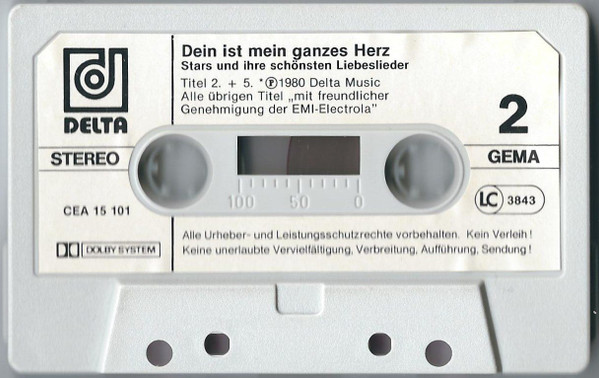 DELTA
Dein ist mein ganzes Herz
Stars und ihre schönsten Liebeslieder
Titel 2. + 5. *Ⓟ1980 Delta Music
Alle übrigen Titel „mit freundlicher
Genehmigung der EMI-Electrola"
2
STEREO
GEMA
100 50 0
CEA 15 101
LC 3843
DOLBY SYSTEM
Alle Urheber- und Leistungsschutzrechte vorbehalten. Kein Verleih!
Keine unerlaubte Vervielfältigung, Verbreitung, Aufführung, Sendung!